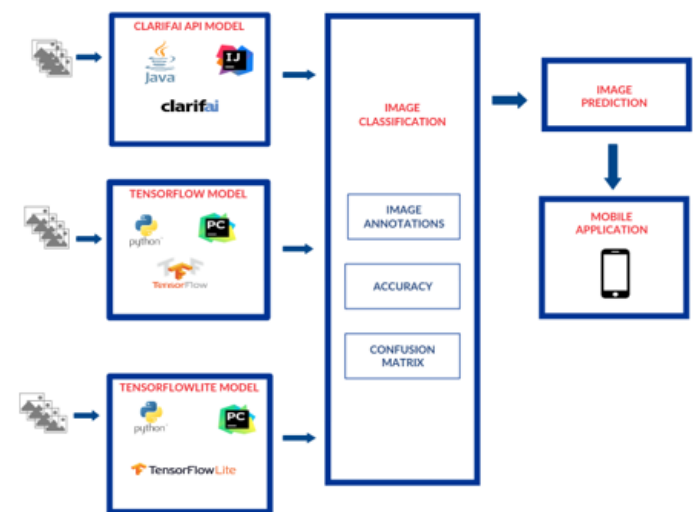 CLARIFAI API MODEL
Java
IJ
clarifai
TENSORFLOW MODEL
python
PC
TensorFlow
TENSORFLOWLITE MODEL
python
PC
TensorFlowLite
IMAGE
CLASSIFICATION
IMAGE
ANNOTATIONS
ACCURACY
CONFUSION
MATRIX
IMAGE
PREDICTION
MOBILE
APPLICATION